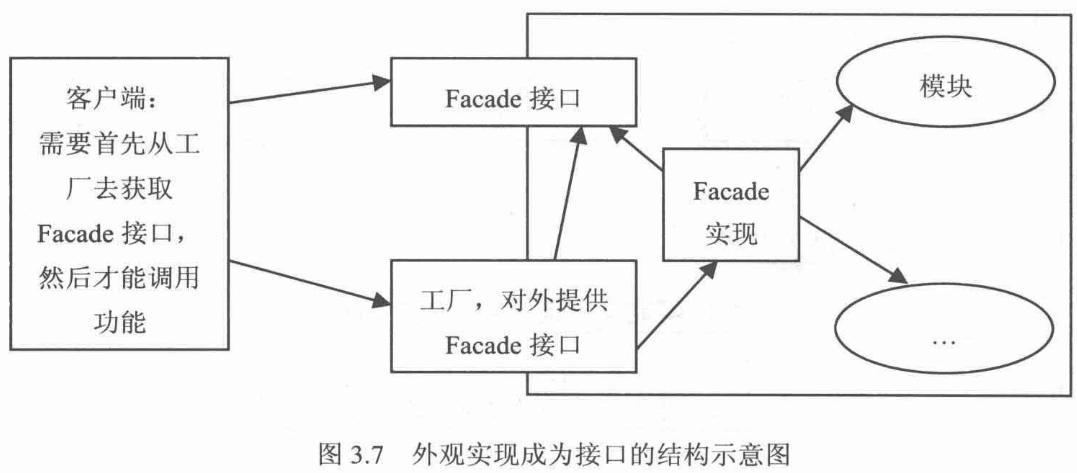 客户端：
需要首先从工
厂去获取
Facade 接口，
然后才能调用
功能
Facade 接口
工厂，对外提供
Facade 接口
Facade
实现
模块
…
图 3.7 外观实现成为接口的结构示意图